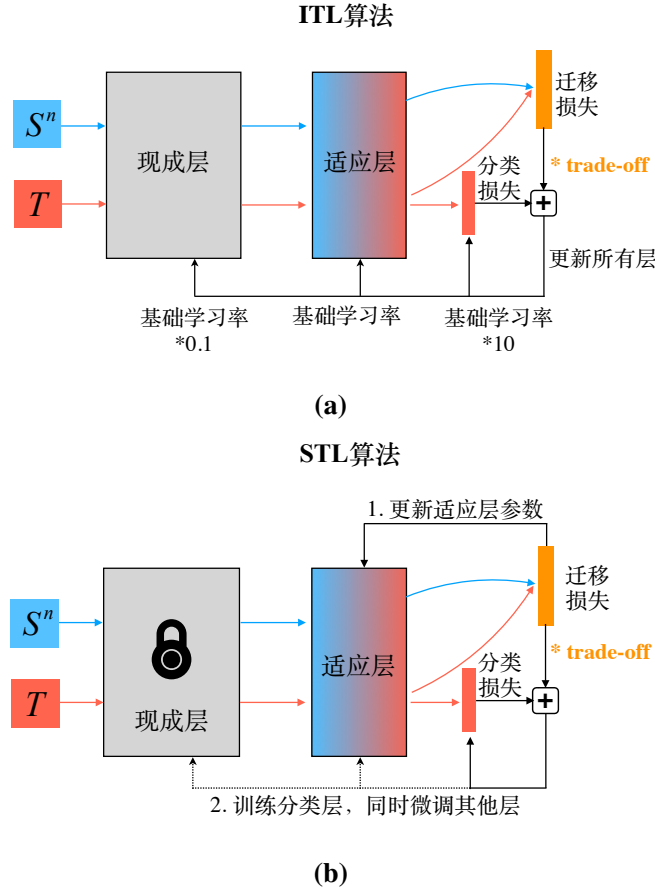 ITL算法
S^n
T
现成层
适应层
迁移
损失
* trade-off
分类
损失
+
更新所有层
基础学习率
*0.1
基础学习率
基础学习率
*10
(a)
STL算法
1. 更新适应层参数
S^n
T
现成层
适应层
迁移
损失
* trade-off
分类
损失
+
2. 训练分类层，同时微调其他层
(b)